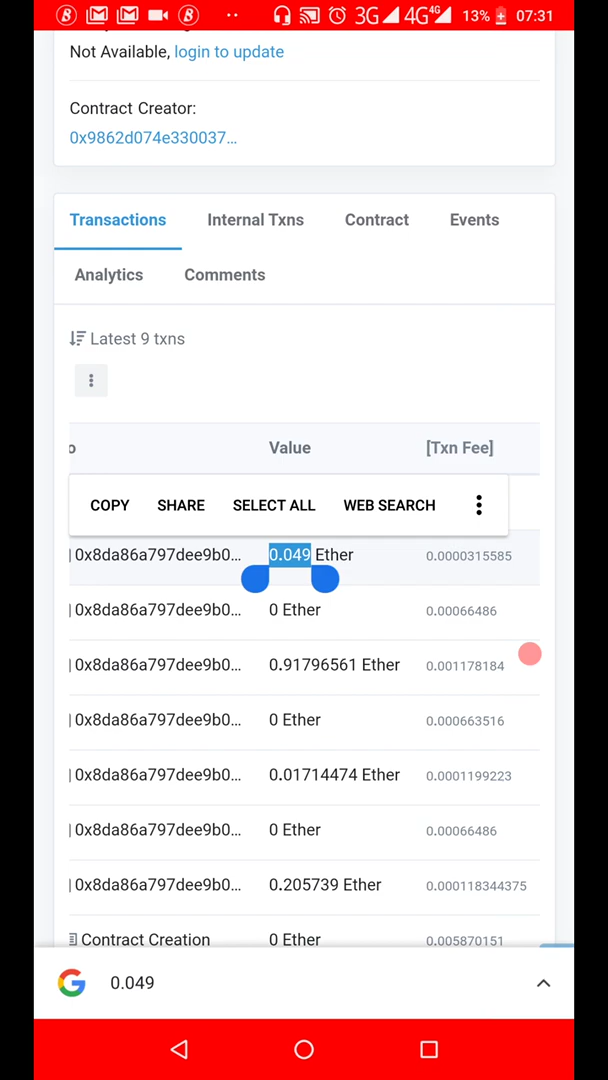 3G 4G 4G 13% 07:31
Not Available, login to update
Contract Creator:
0x9862d074e330037...
Transactions Internal Txns Contract Events
Analytics Comments
Latest 9 txns
o Value [Txn Fee]
COPY SHARE SELECT ALL WEB SEARCH
0x8da86a797dee9b0... 0.049 Ether 0.0000315585
0x8da86a797dee9b0... 0 Ether 0.00066486
0x8da86a797dee9b0... 0.91796561 Ether 0.001178184
0x8da86a797dee9b0... 0 Ether 0.000663516
0x8da86a797dee9b0... 0.01714474 Ether 0.0001199223
0x8da86a797dee9b0... 0 Ether 0.00066486
0x8da86a797dee9b0... 0.205739 Ether 0.000118344375
Contract Creation 0 Ether 0.005870151
G 0.049